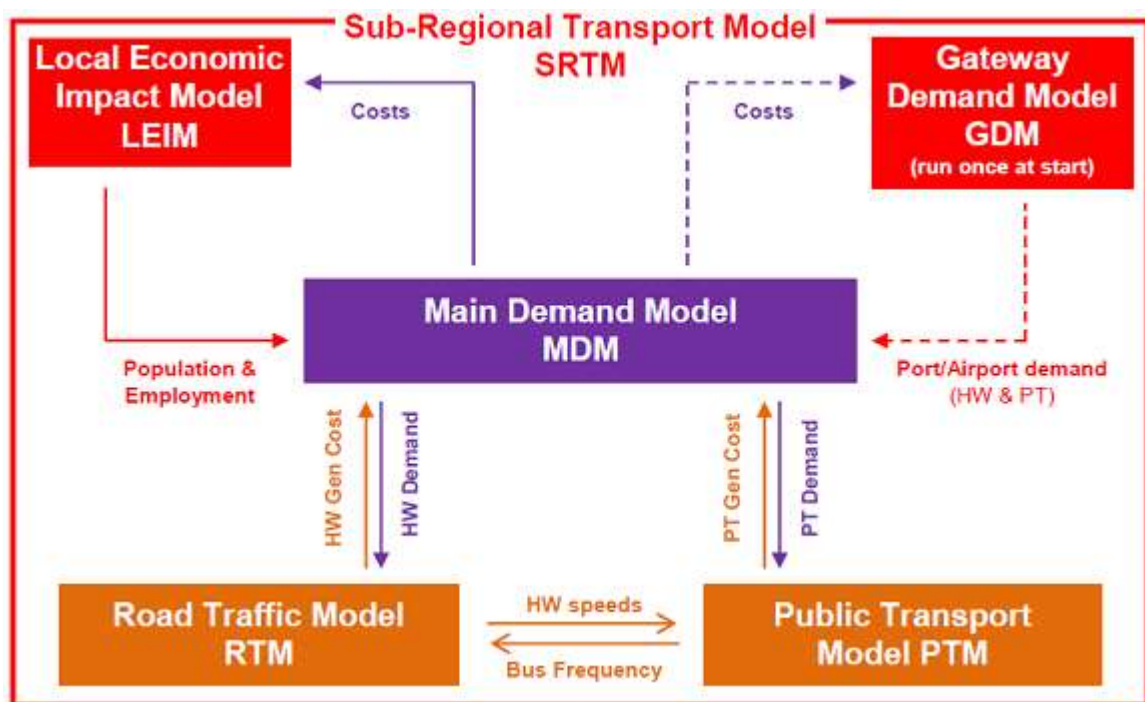 Sub-Regional Transport Model
SRTM
Local Economic
Impact Model
LEIM
Costs
Costs
Gateway
Demand Model
GDM
(run once at start)
Main Demand Model
MDM
Population &
Employment
Port/Airport demand
(HW & PT)
HW Gen Cost
HW Demand
PT Gen Cost
PT Demand
Road Traffic Model
RTM
HW speeds
Bus Frequency
Public Transport
Model PTM